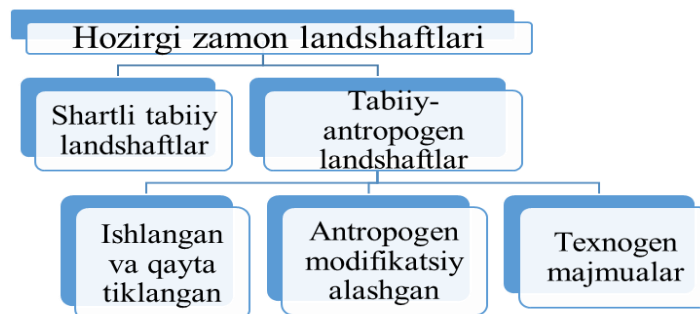 Hozirgi zamon landshaftlari
Shartli tabiiy
landshaftlar
Tabiiy-
antropogen
landshaftlar
Ishlangan
va qayta
tiklangan
Antropogen
modifikatsiy
alashgan
Texnogen
majmualar